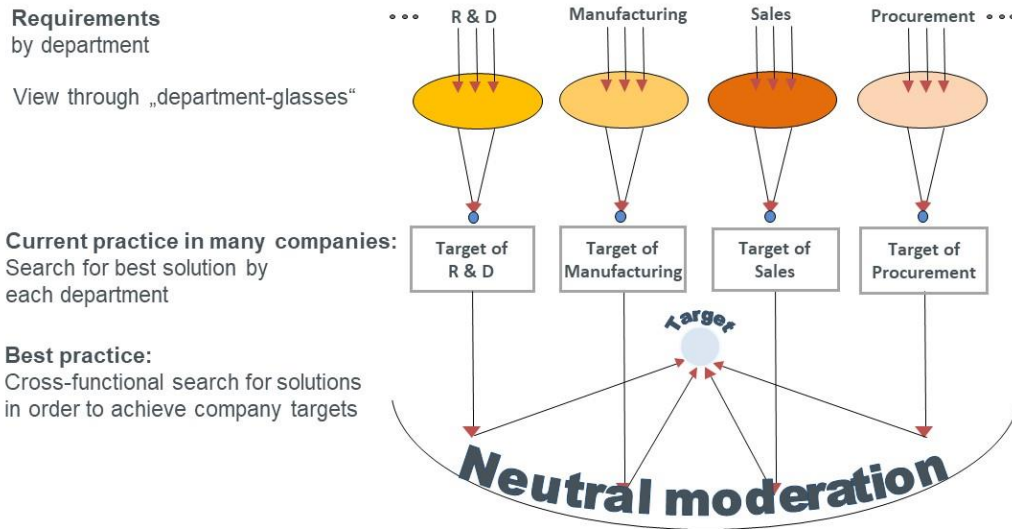 Requirements
by department
••• R & D Manufacturing Sales Procurement •••
View through „department-glasses“
Current practice in many companies:
Search for best solution by
each department
Target of
R & D
Target of
Manufacturing
Target of
Sales
Target of
Procurement
Target
Best practice:
Cross-functional search for solutions
in order to achieve company targets
Neutral moderation